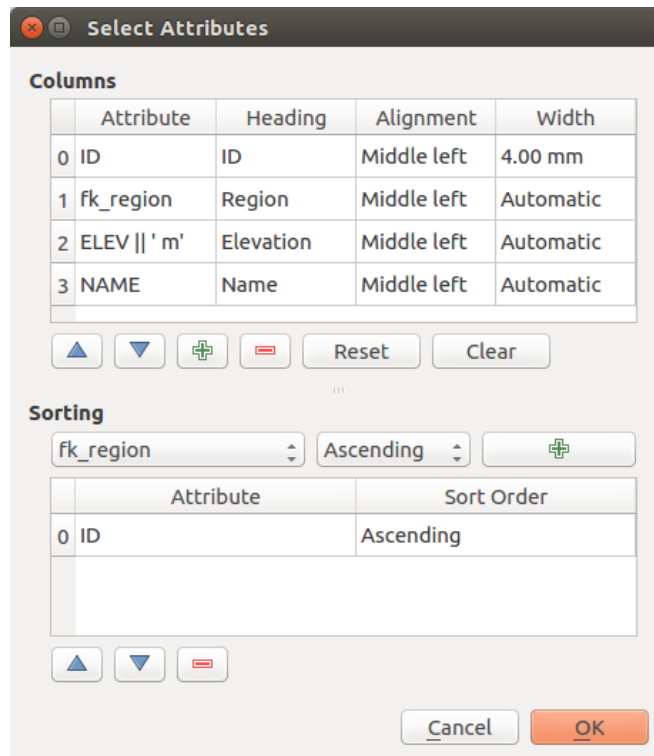 Select Attributes
Columns
Attribute Heading Alignment Width
0 ID ID Middle left 4.00 mm
1 fk_region Region Middle left Automatic
2 ELEV || ' m' Elevation Middle left Automatic
3 NAME Name Middle left Automatic
Reset Clear
Sorting
fk_region Ascending
Attribute Sort Order
0 ID Ascending
Cancel OK